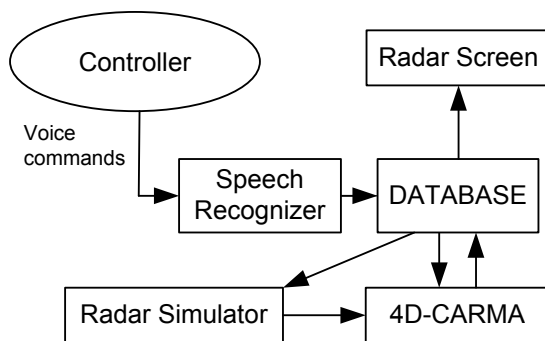 Controller
Radar Screen
Voice
commands
Speech
Recognizer
DATABASE
Radar Simulator
4D-CARMA